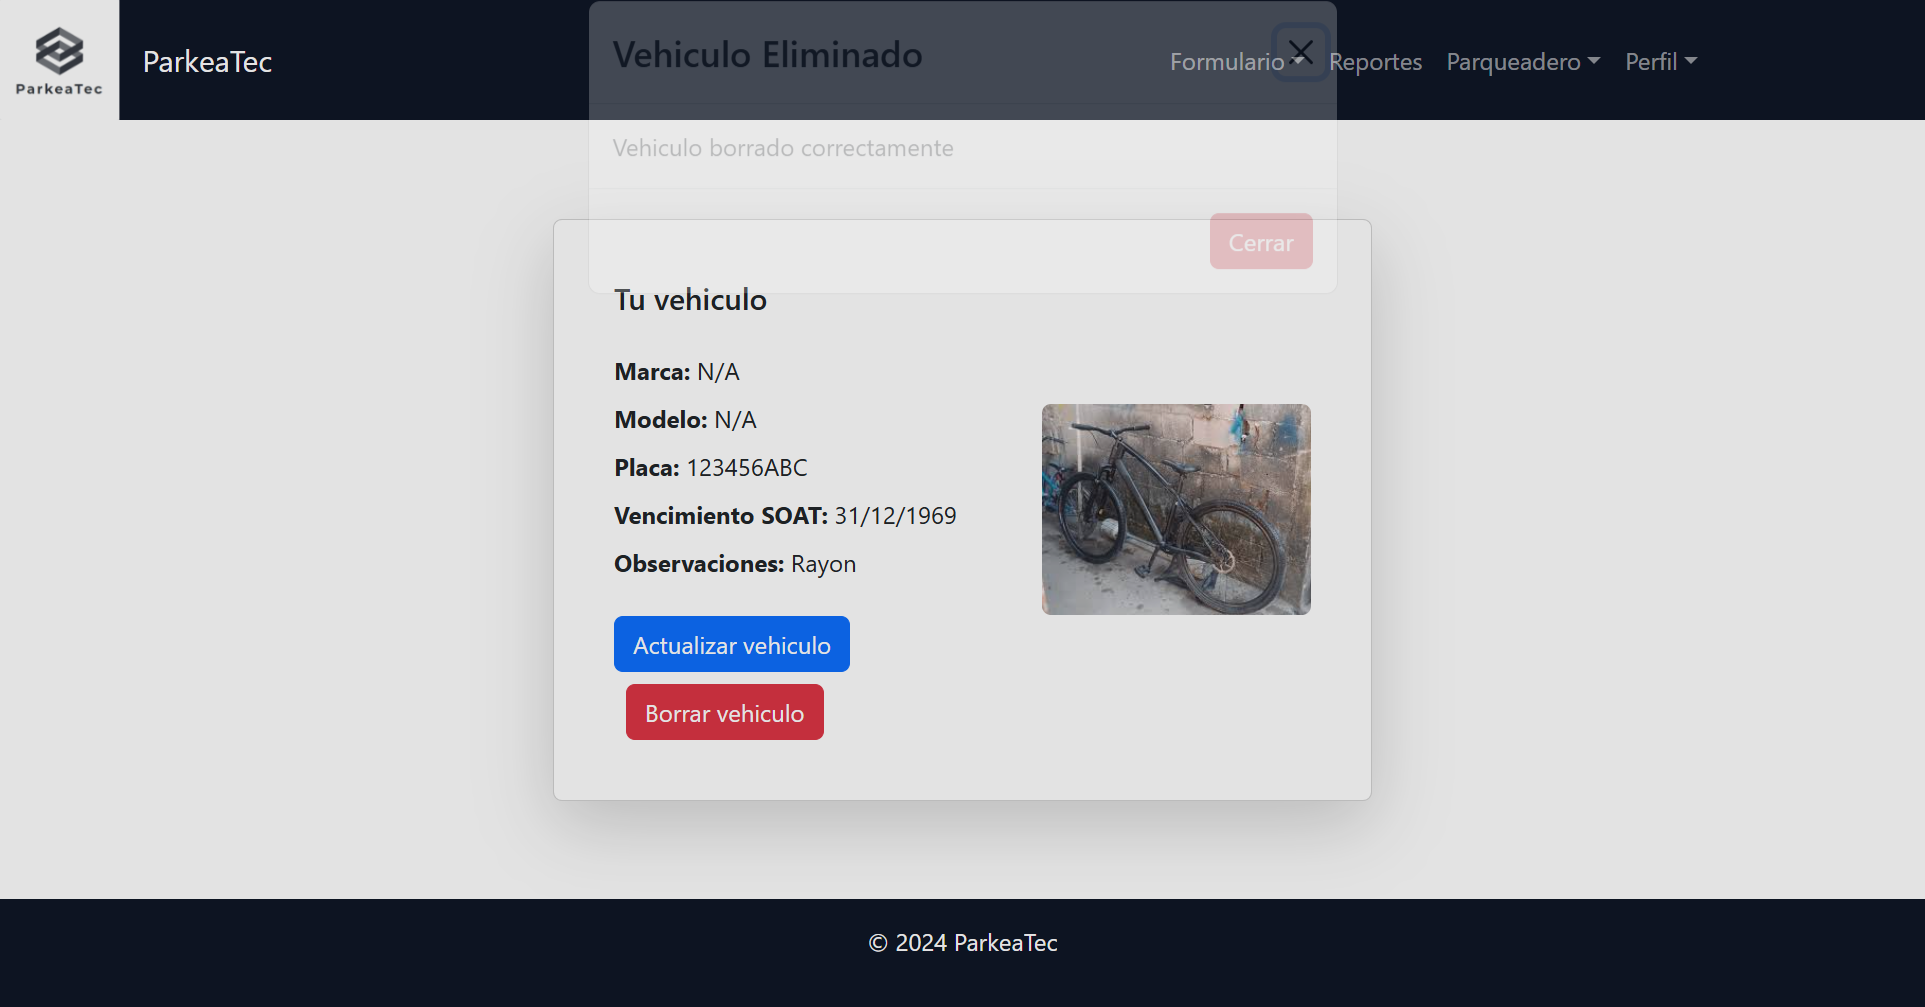 ParkeaTec
ParkeaTec
Formulario Reportes Parqueadero Perfil
Vehiculo Eliminado
Vehiculo borrado correctamente
Cerrar
Tu vehiculo
Marca: N/A
Modelo: N/A
Placa: 123456ABC
Vencimiento SOAT: 31/12/1969
Observaciones: Rayon
Actualizar vehiculo
Borrar vehiculo
© 2024 ParkeaTec